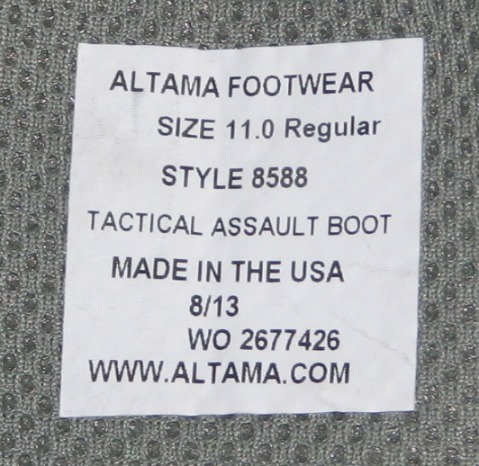 ALTAMA FOOTWEAR
SIZE 11.0 Regular
STYLE 8588
TACTICAL ASSAULT BOOT
MADE IN THE USA
8/13
WO 2677426
WWW.ALTAMA.COM